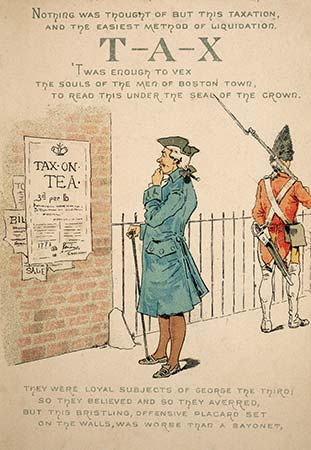 NOTHING WAS THOUGHT OF BUT THIS TAXATION,
AND THE EASIEST METHOD OF LIQUIDATION.
T-A-X
'TWAS ENOUGH TO VEX
THE SOULS OF THE MEN OF BOSTON TOWN,
TO READ THIS UNDER THE SEAL OF THE CROWN.
TAX·ON·
TEA·
3d per lb
1773
BIL
SALE
THEY WERE LOYAL SUBJECTS OF GEORGE THE THIRD;
SO THEY BELIEVED AND SO THEY AVERRED,
BUT THIS BRISTLING, OFFENSIVE PLACARD SET
ON THE WALLS, WAS WORSE THAN A BAYONET,